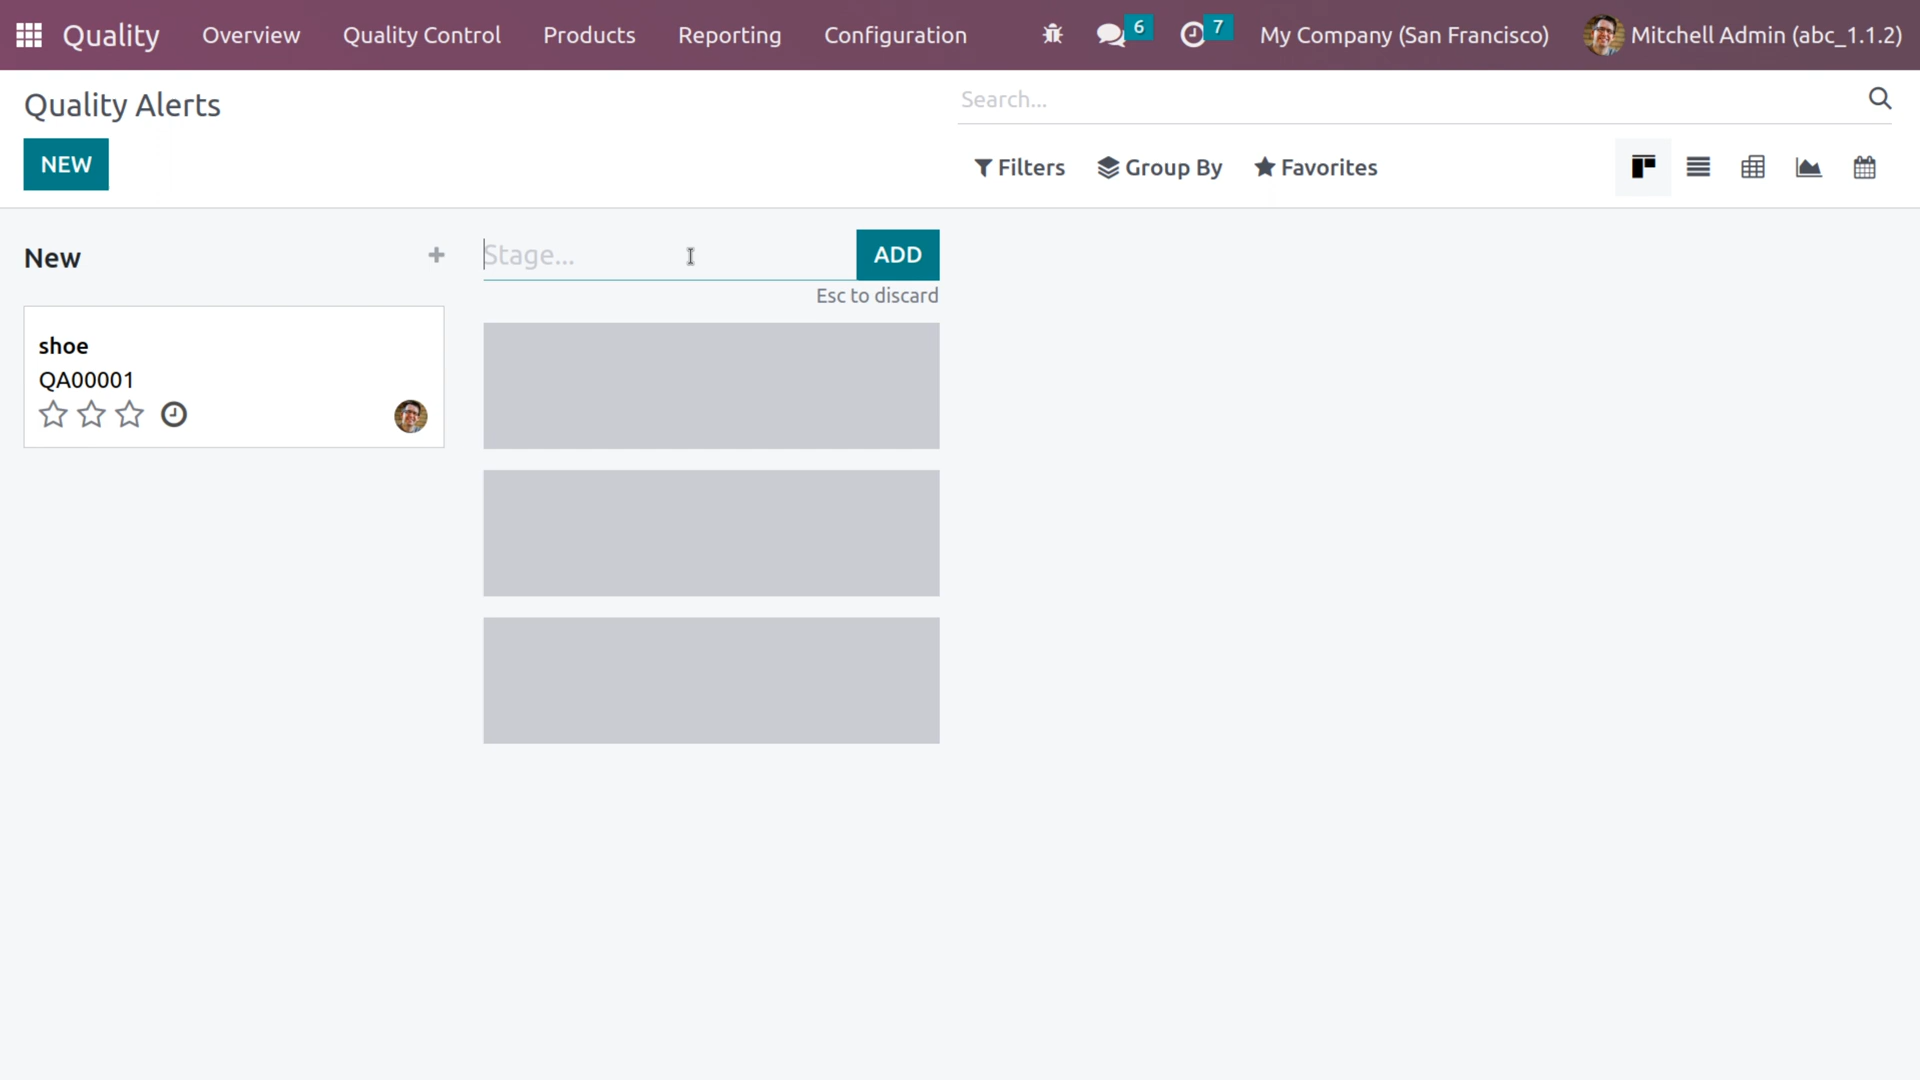 Quality Overview Quality Control Products Reporting Configuration 6 7 My Company (San Francisco) Mitchell Admin (abc_1.1.2)
Quality Alerts
Search...
NEW
Filters Group By Favorites
New
Stage...
ADD
Esc to discard
shoe
QA00001